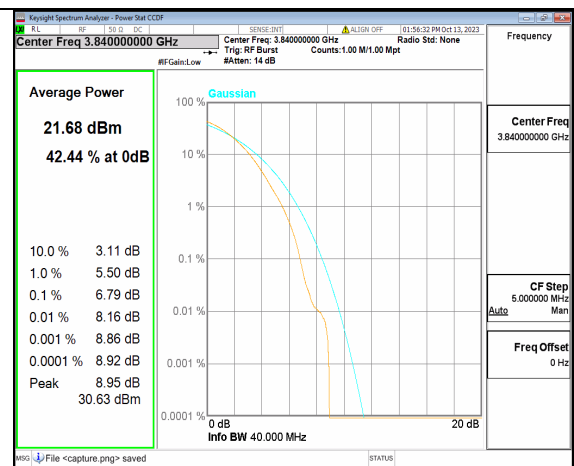 Keysight Spectrum Analyzer - Power Stat CCDF
RL RF 50 Ω DC SENSE:INT ALIGN OFF 01:56:32 PM Oct 13, 2023
Center Freq 3.840000000 GHz
Center Freq: 3.840000000 GHz Radio Std: None
Trig: RF Burst Counts:1.00 M/1.00 Mpt
#IFGain:Low #Atten: 14 dB
Frequency
Average Power
21.68 dBm
42.44 % at 0dB
10.0 % 3.11 dB
1.0 % 5.50 dB
0.1 % 6.79 dB
0.01 % 8.16 dB
0.001 % 8.86 dB
0.0001 % 8.92 dB
Peak 8.95 dB
30.63 dBm
Gaussian
100 %
10 %
1 %
0.1 %
0.01 %
0.001 %
0.0001 %
0 dB 20 dB
Info BW 40.000 MHz
Center Freq
3.840000000 GHz
CF Step
5.000000 MHz
Auto Man
Freq Offset
0 Hz
MSG File <capture.png> saved STATUS